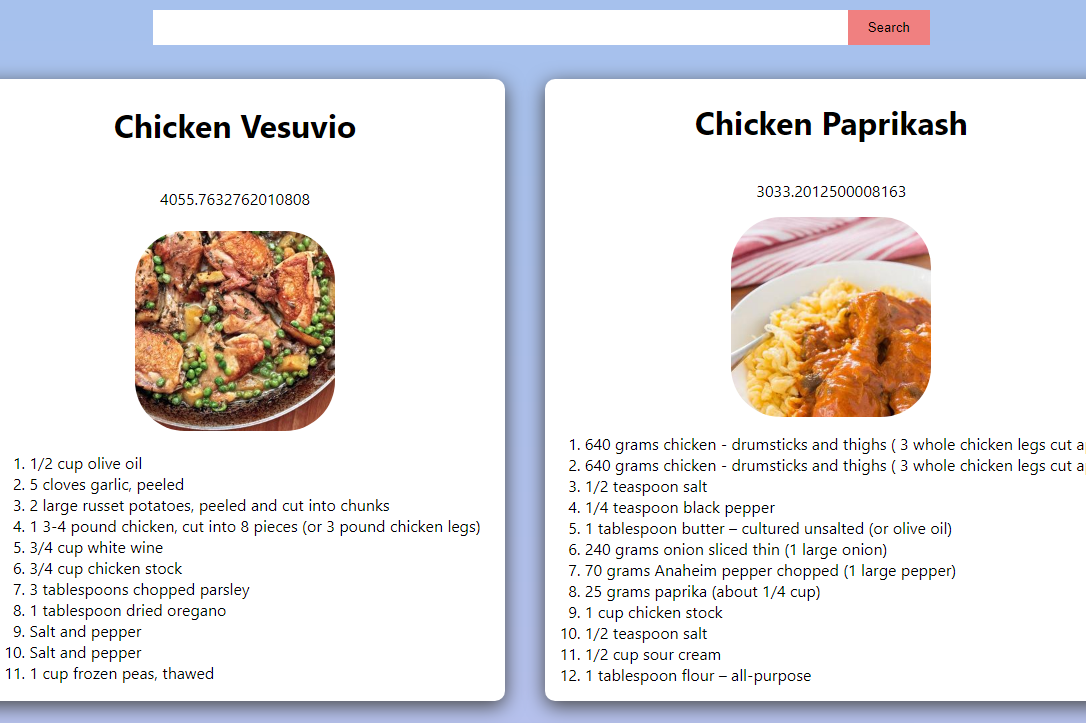 Search
Chicken Vesuvio
4055.7632762010808
1. 1/2 cup olive oil
2. 5 cloves garlic, peeled
3. 2 large russet potatoes, peeled and cut into chunks
4. 1 3-4 pound chicken, cut into 8 pieces (or 3 pound chicken legs)
5. 3/4 cup white wine
6. 3/4 cup chicken stock
7. 3 tablespoons chopped parsley
8. 1 tablespoon dried oregano
9. Salt and pepper
10. Salt and pepper
11. 1 cup frozen peas, thawed
Chicken Paprikash
3033.2012500008163
1. 640 grams chicken - drumsticks and thighs ( 3 whole chicken legs cut
2. 640 grams chicken - drumsticks and thighs ( 3 whole chicken legs cut
3. 1/2 teaspoon salt
4. 1/4 teaspoon black pepper
5. 1 tablespoon butter – cultured unsalted (or olive oil)
6. 240 grams onion sliced thin (1 large onion)
7. 70 grams Anaheim pepper chopped (1 large pepper)
8. 25 grams paprika (about 1/4 cup)
9. 1 cup chicken stock
10. 1/2 teaspoon salt
11. 1/2 cup sour cream
12. 1 tablespoon flour – all-purpose